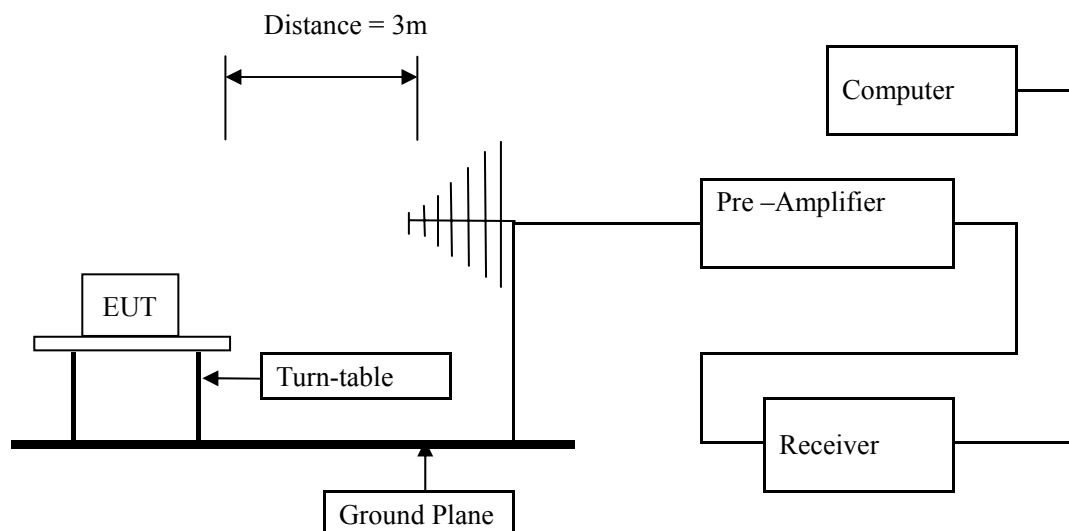 Distance = 3m
Computer
Pre –Amplifier
EUT
Turn-table
Receiver
Ground Plane